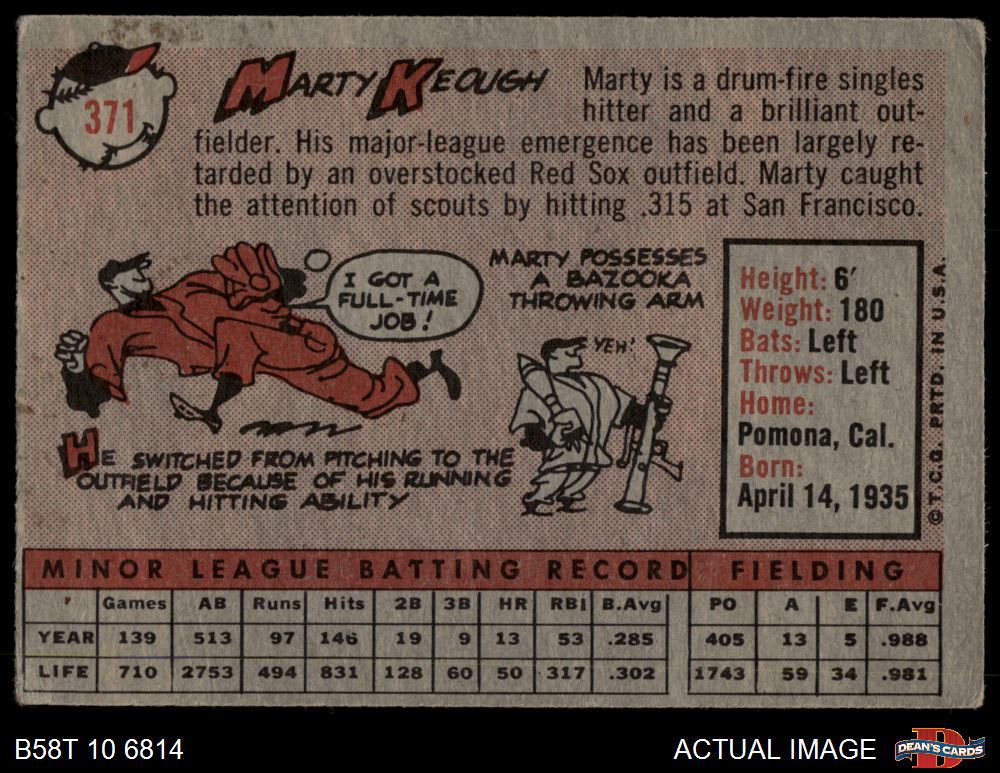 371
MARTY KEOUGH
Marty is a drum-fire singles
hitter and a brilliant out-
fielder. His major-league emergence has been largely re-
tarded by an overstocked Red Sox outfield. Marty caught
the attention of scouts by hitting .315 at San Francisco.
I GOT A
FULL-TIME
JOB!
HE SWITCHED FROM PITCHING TO THE
OUTFIELD BECAUSE OF HIS RUNNING
AND HITTING ABILITY
MARTY POSSESSES
A BAZOOKA
THROWING ARM
YEH!
Height: 6′
Weight: 180
Bats: Left
Throws: Left
Home:
Pomona, Cal.
Born:
April 14, 1935
© T.C.G. PRTD. IN U.S.A.
MINOR LEAGUE BATTING RECORD FIELDING
Games AB Runs Hits 2B 3B HR RBI B.Avg PO A E F.Avg
YEAR 139 513 97 146 19 9 13 53 .285 405 13 5 .988
LIFE 710 2753 494 831 128 60 50 317 .302 1743 59 34 .981
B58T 10 6814
ACTUAL IMAGE
D
DEAN'S CARDS